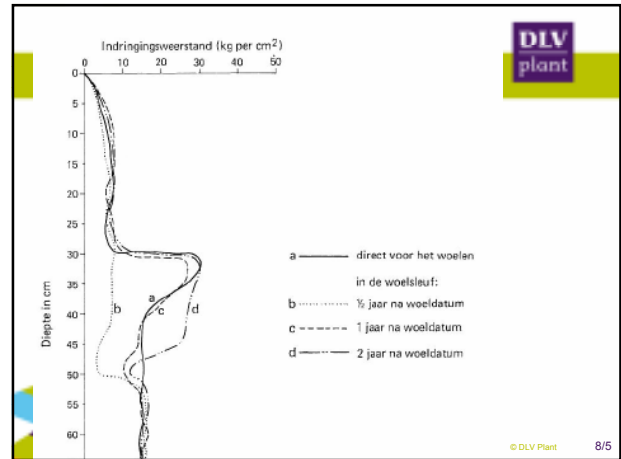 Indringingsweerstand (kg per cm²)
0 10 20 30 40 50
DLV
plant
0
5
10
15
20
25
30
35
40
45
50
55
60
Diepte in cm
a
b
c
d
a direct voor het woelen
in de woelsleuf:
b ½ jaar na woeldatum
c 1 jaar na woeldatum
d 2 jaar na woeldatum
© DLV Plant 8/5